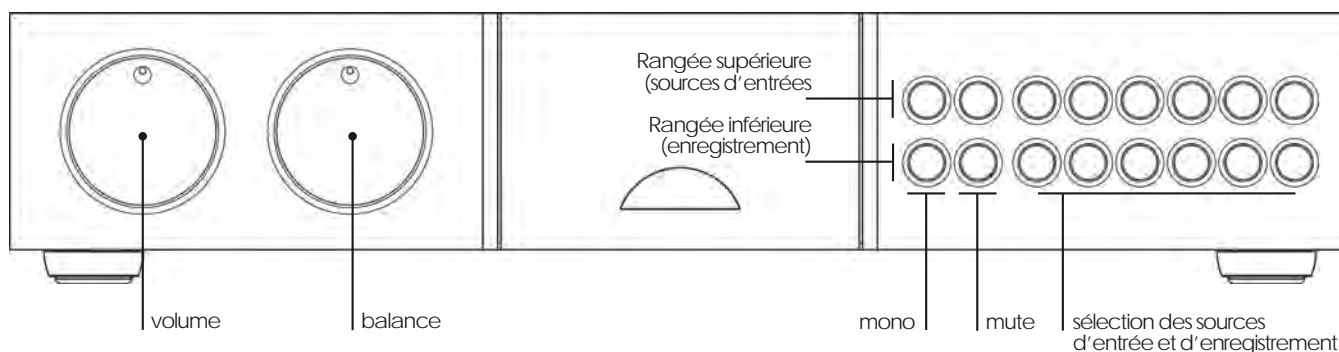 Rangée supérieure
(sources d'entrées
Rangée inférieure
(enregistrement)
volume
balance
mono
mute
sélection des sources
d'entrée et d'enregistrement